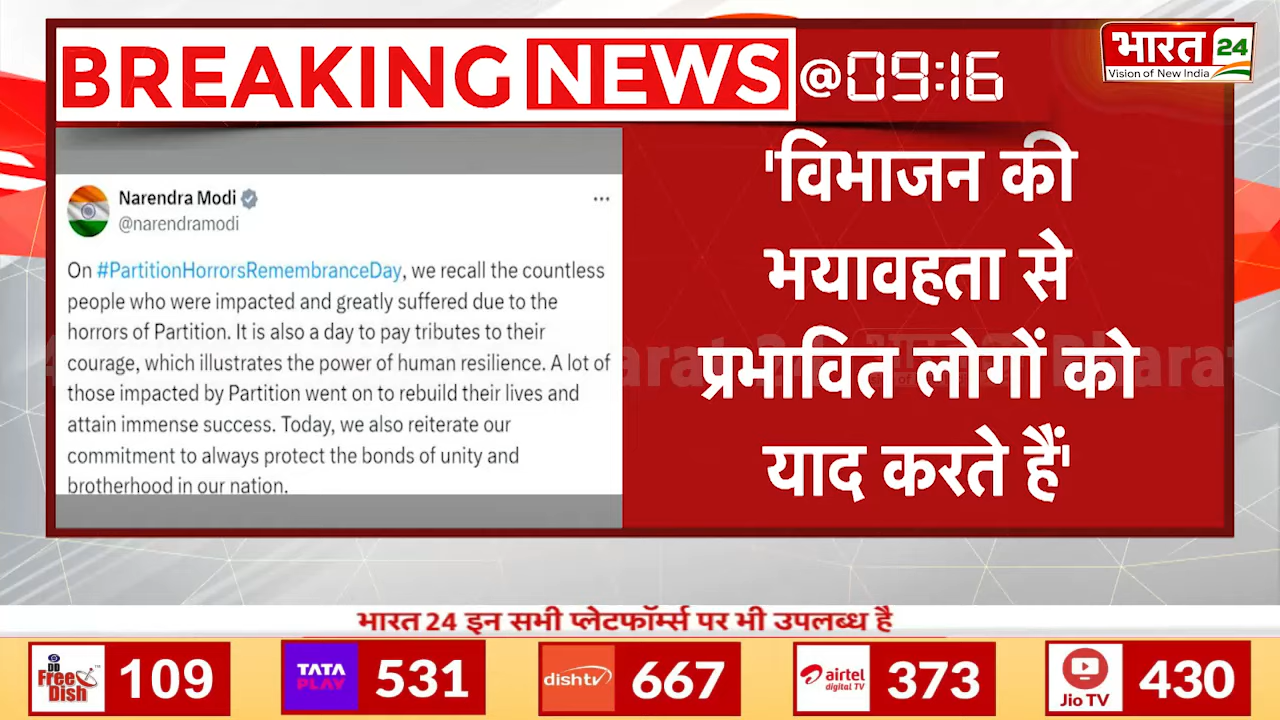 BREAKING NEWS @09:16
भारत 24
Vision of New India
Narendra Modi
@narendramodi
On #PartitionHorrorsRemembranceDay, we recall the countless
people who were impacted and greatly suffered due to the
horrors of Partition. It is also a day to pay tributes to their
courage, which illustrates the power of human resilience. A lot of
those impacted by Partition went on to rebuild their lives and
attain immense success. Today, we also reiterate our
commitment to always protect the bonds of unity and
brotherhood in our nation.
'विभाजन की
भयावहता से
प्रभावित लोगों को
याद करते हैं'
भारत 24 इन सभी प्लेटफॉर्म्स पर भी उपलब्ध है
DD Free Dish 109
TATA PLAY 531
dishtv 667
airtel digital TV 373
Jio TV 430